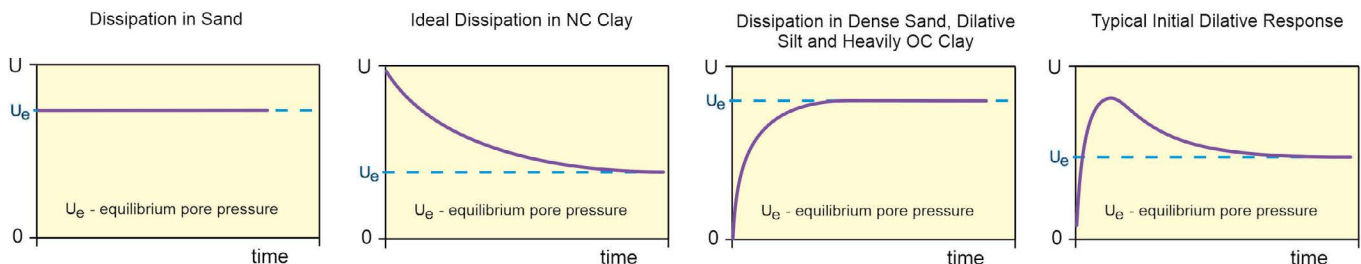 Dissipation in Sand
U
Ue
Ue - equilibrium pore pressure
0
time
Ideal Dissipation in NC Clay
U
Ue
Ue - equilibrium pore pressure
0
time
Dissipation in Dense Sand, Dilative
Silt and Heavily OC Clay
U
Ue
Ue - equilibrium pore pressure
0
time
Typical Initial Dilative Response
U
Ue
Ue - equilibrium pore pressure
0
time